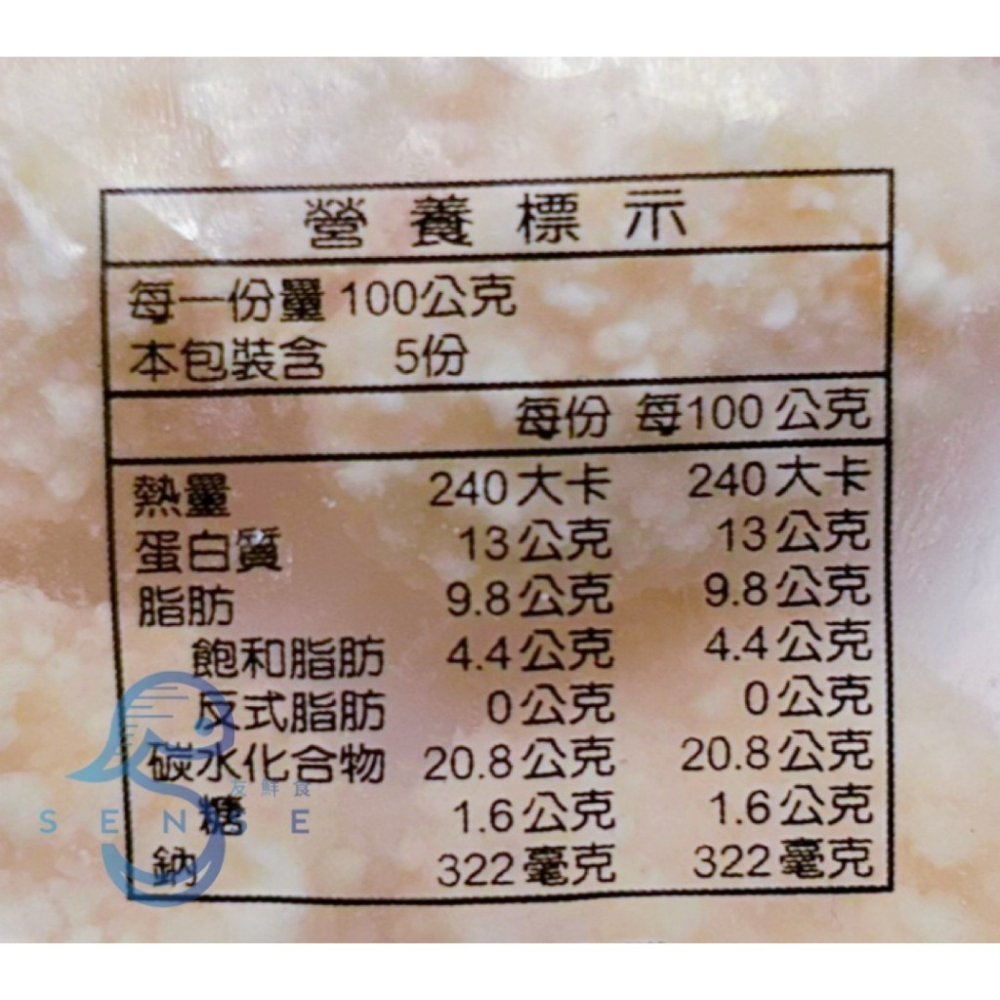 營養標示
每一份量 100公克
本包裝含 5份
每份 每100公克
熱量 240大卡 240大卡
蛋白質 13公克 13公克
脂肪 9.8公克 9.8公克
飽和脂肪 4.4公克 4.4公克
反式脂肪 0公克 0公克
碳水化合物 20.8公克 20.8公克
友鮮食
糖 1.6公克 1.6公克
SENSE
鈉 322毫克 322毫克